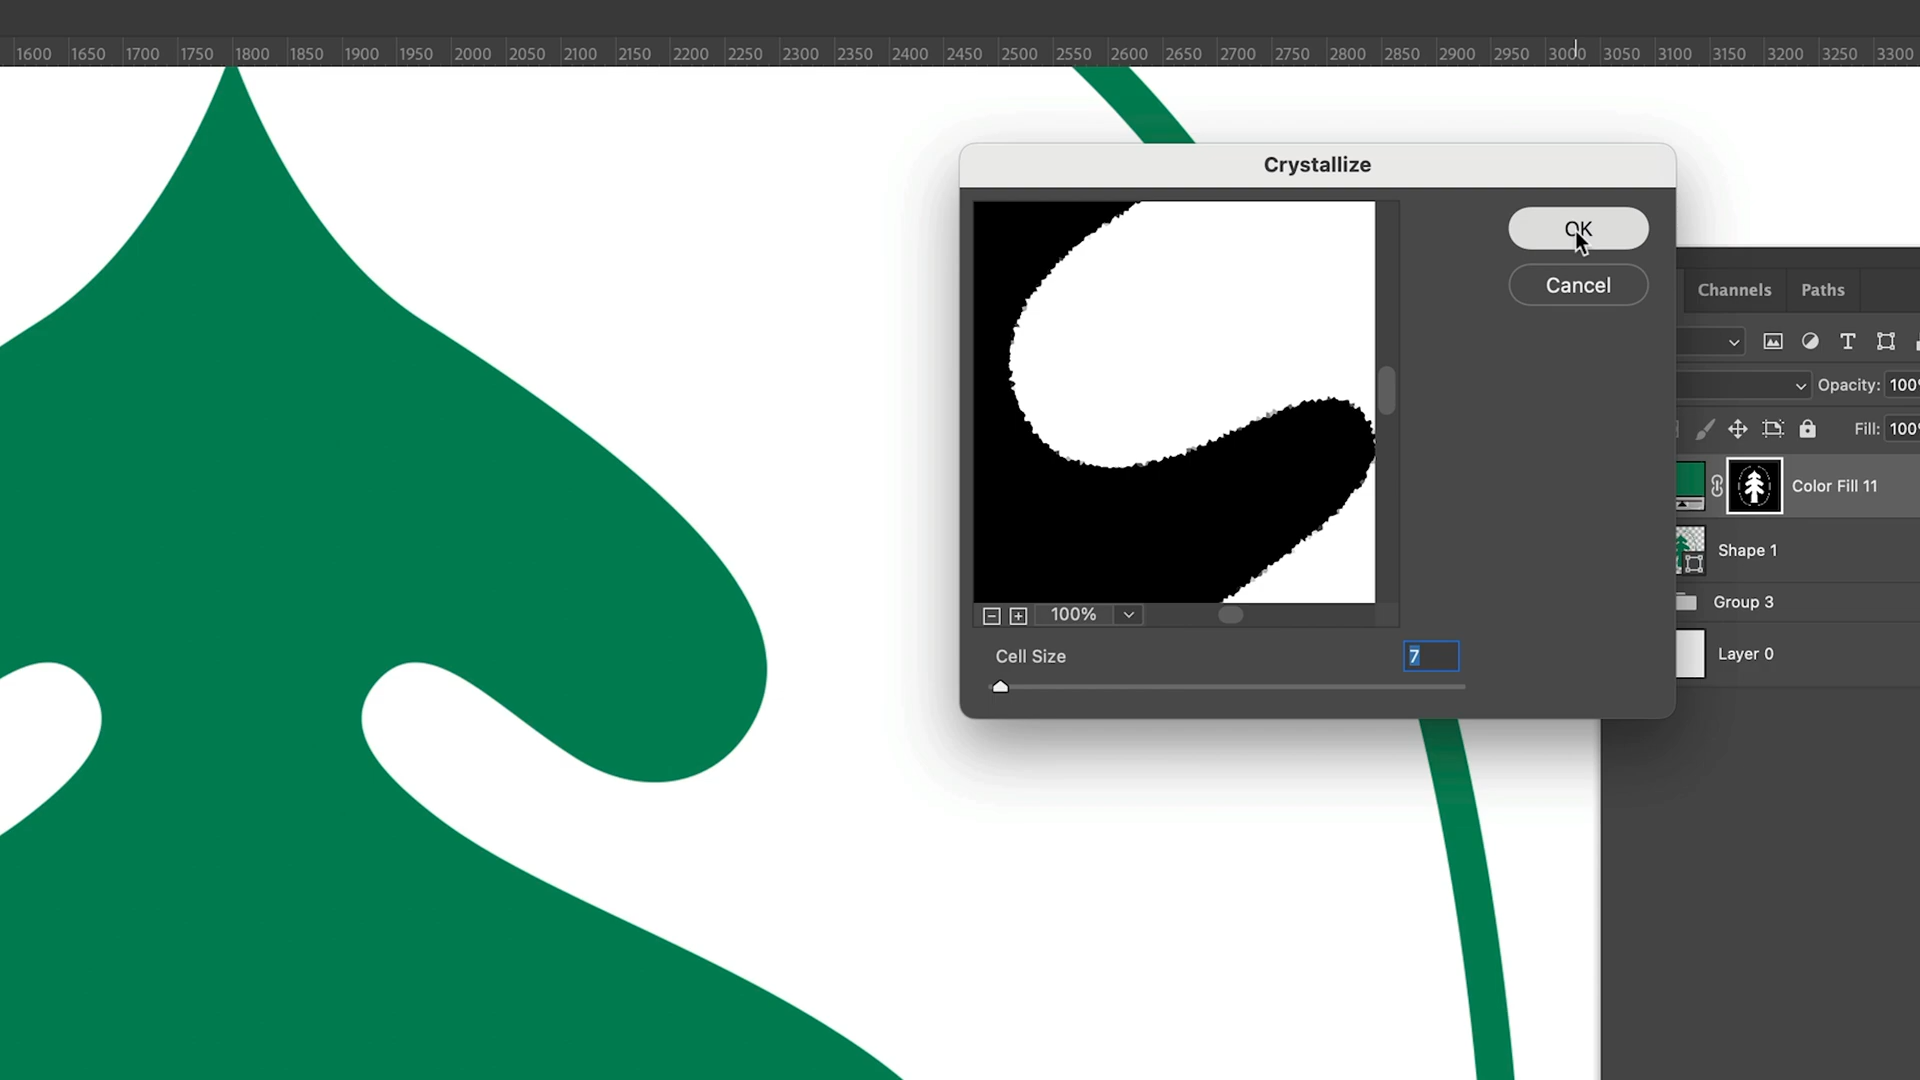 1600 1650 1700 1750 1800 1850 1900 1950 2000 2050 2100 2150 2200 2250 2300 2350 2400 2450 2500 2550 2600 2650 2700 2750 2800 2850 2900 2950 3000 3050 3100 3150 3200 3250 3300
Crystallize
OK
Cancel
Channels Paths
Opacity: 100%
Fill: 100%
Color Fill 11
Shape 1
Group 3
Layer 0
100%
Cell Size 7